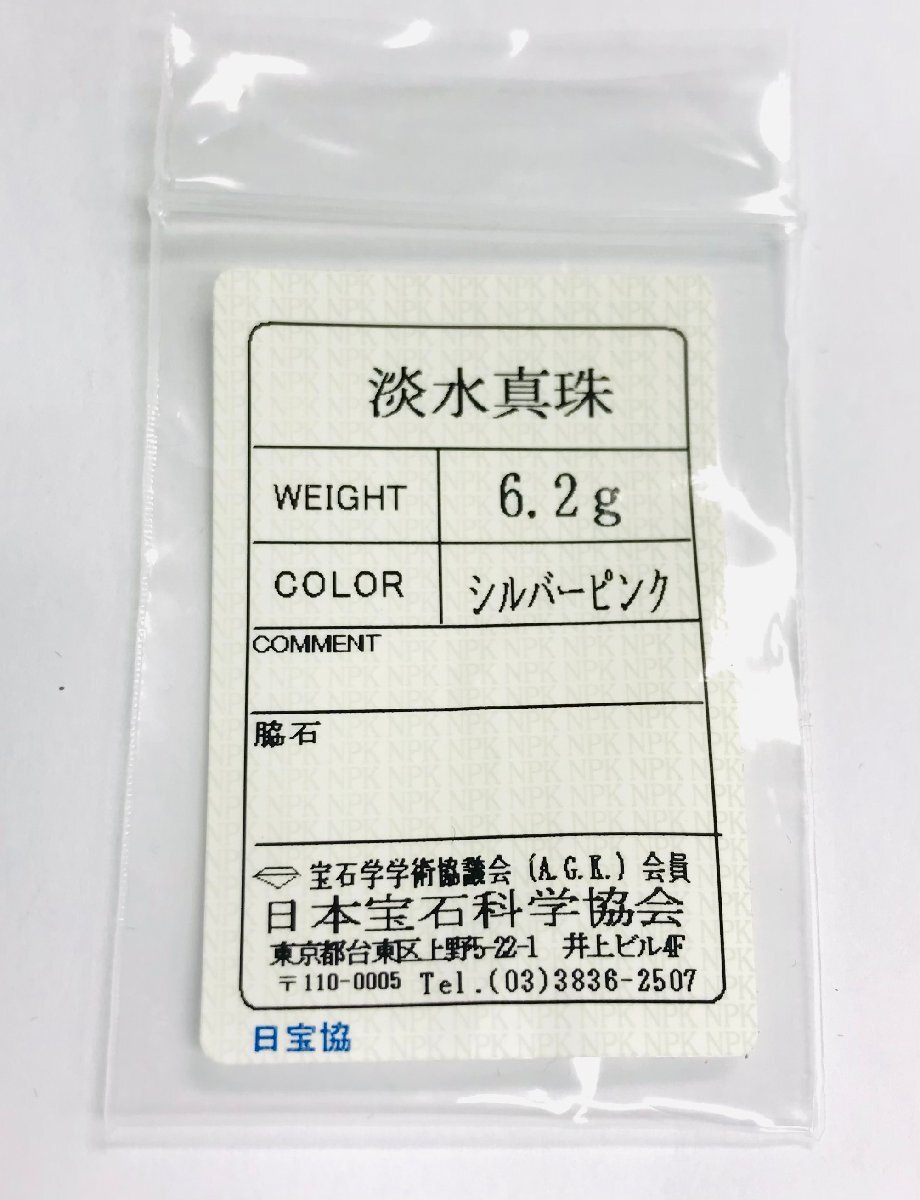 淡水真珠
WEIGHT 6.2g
COLOR シルバーピンク
COMMENT
脇石
宝石学学術協議会（A.G.K.）会員
日本宝石科学協会
東京都台東区上野5-22-1 井上ビル4F
〒110-0005 Tel.(03)3836-2507
日宝協